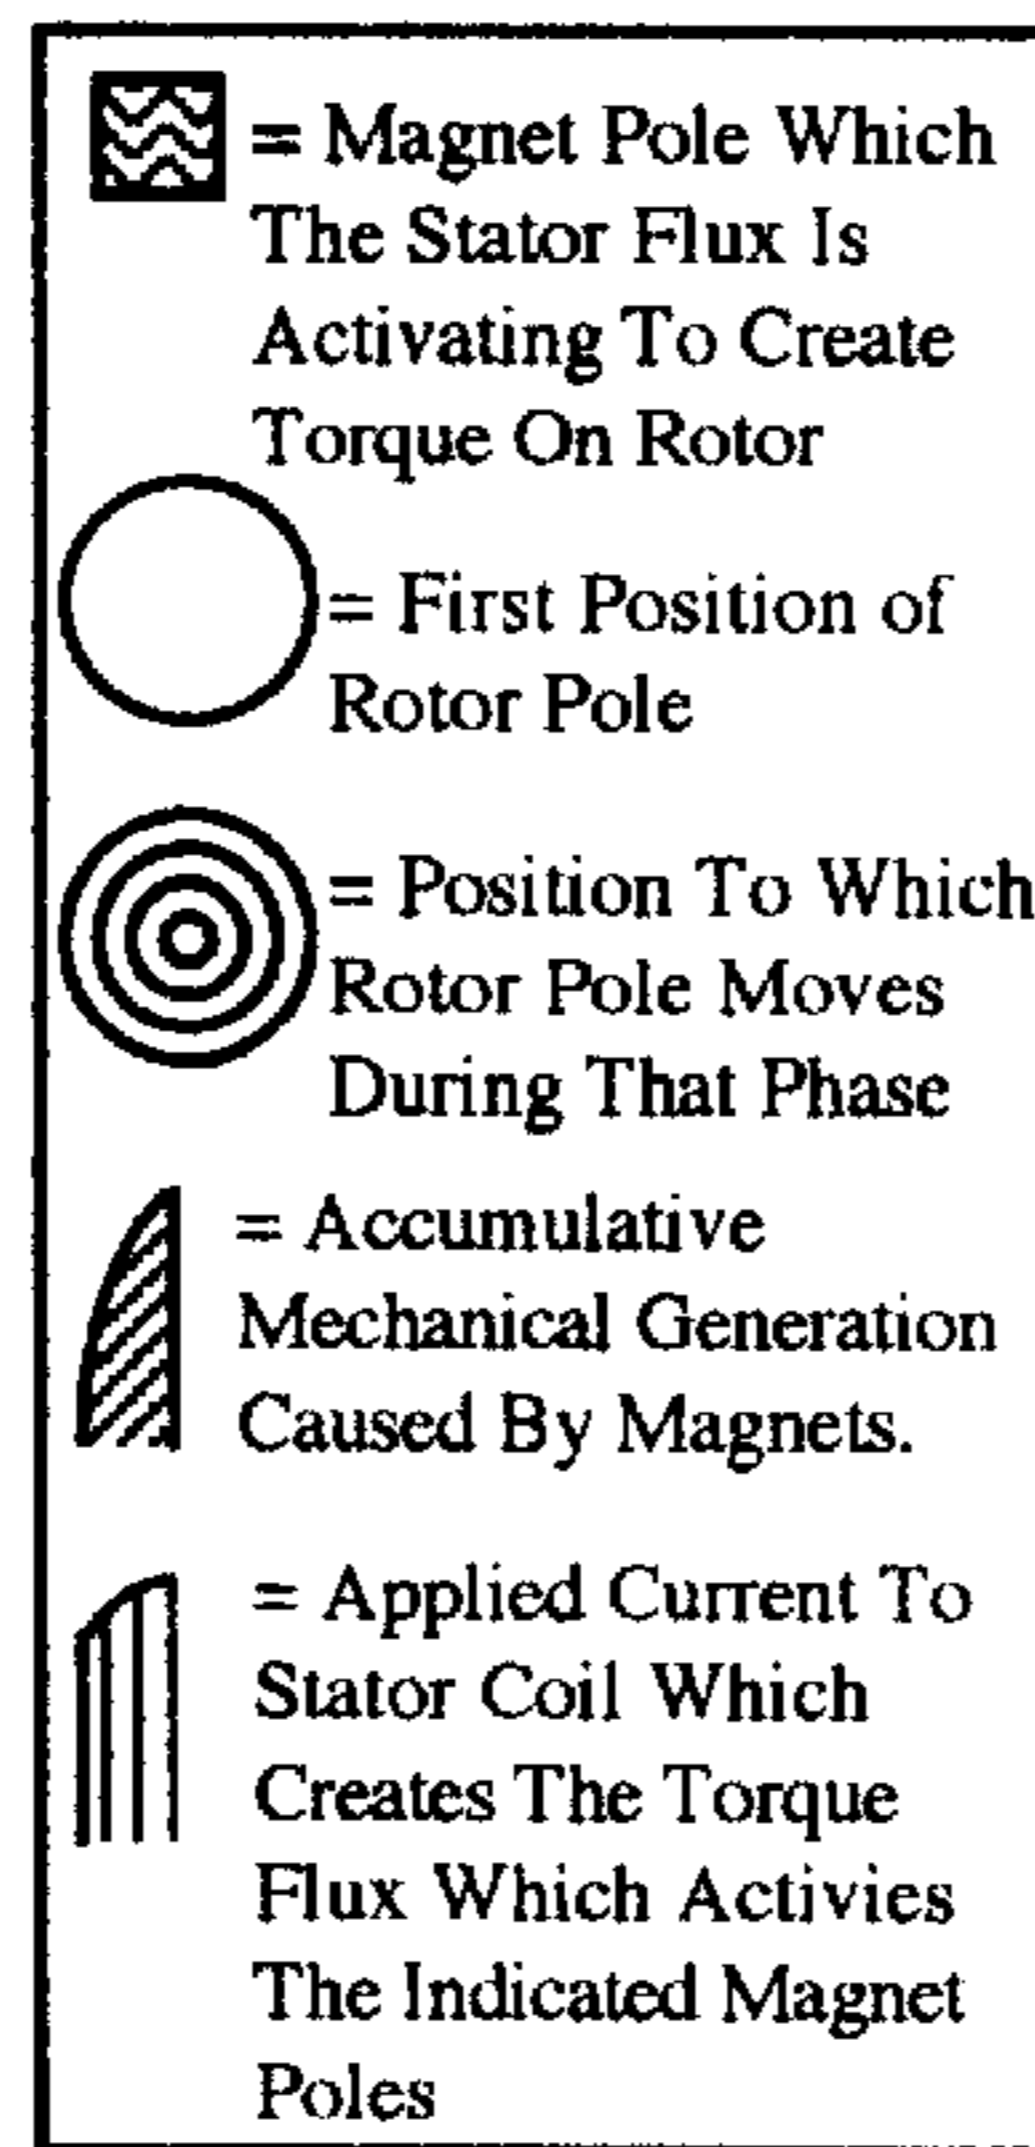 = Magnet Pole Which
The Stator Flux Is
Activating To Create
Torque On Rotor
= First Position of
Rotor Pole
= Position To Which
Rotor Pole Moves
During That Phase
= Accumulative
Mechanical Generation
Caused By Magnets.
= Applied Current To
Stator Coil Which
Creates The Torque
Flux Which Activies
The Indicated Magnet
Poles